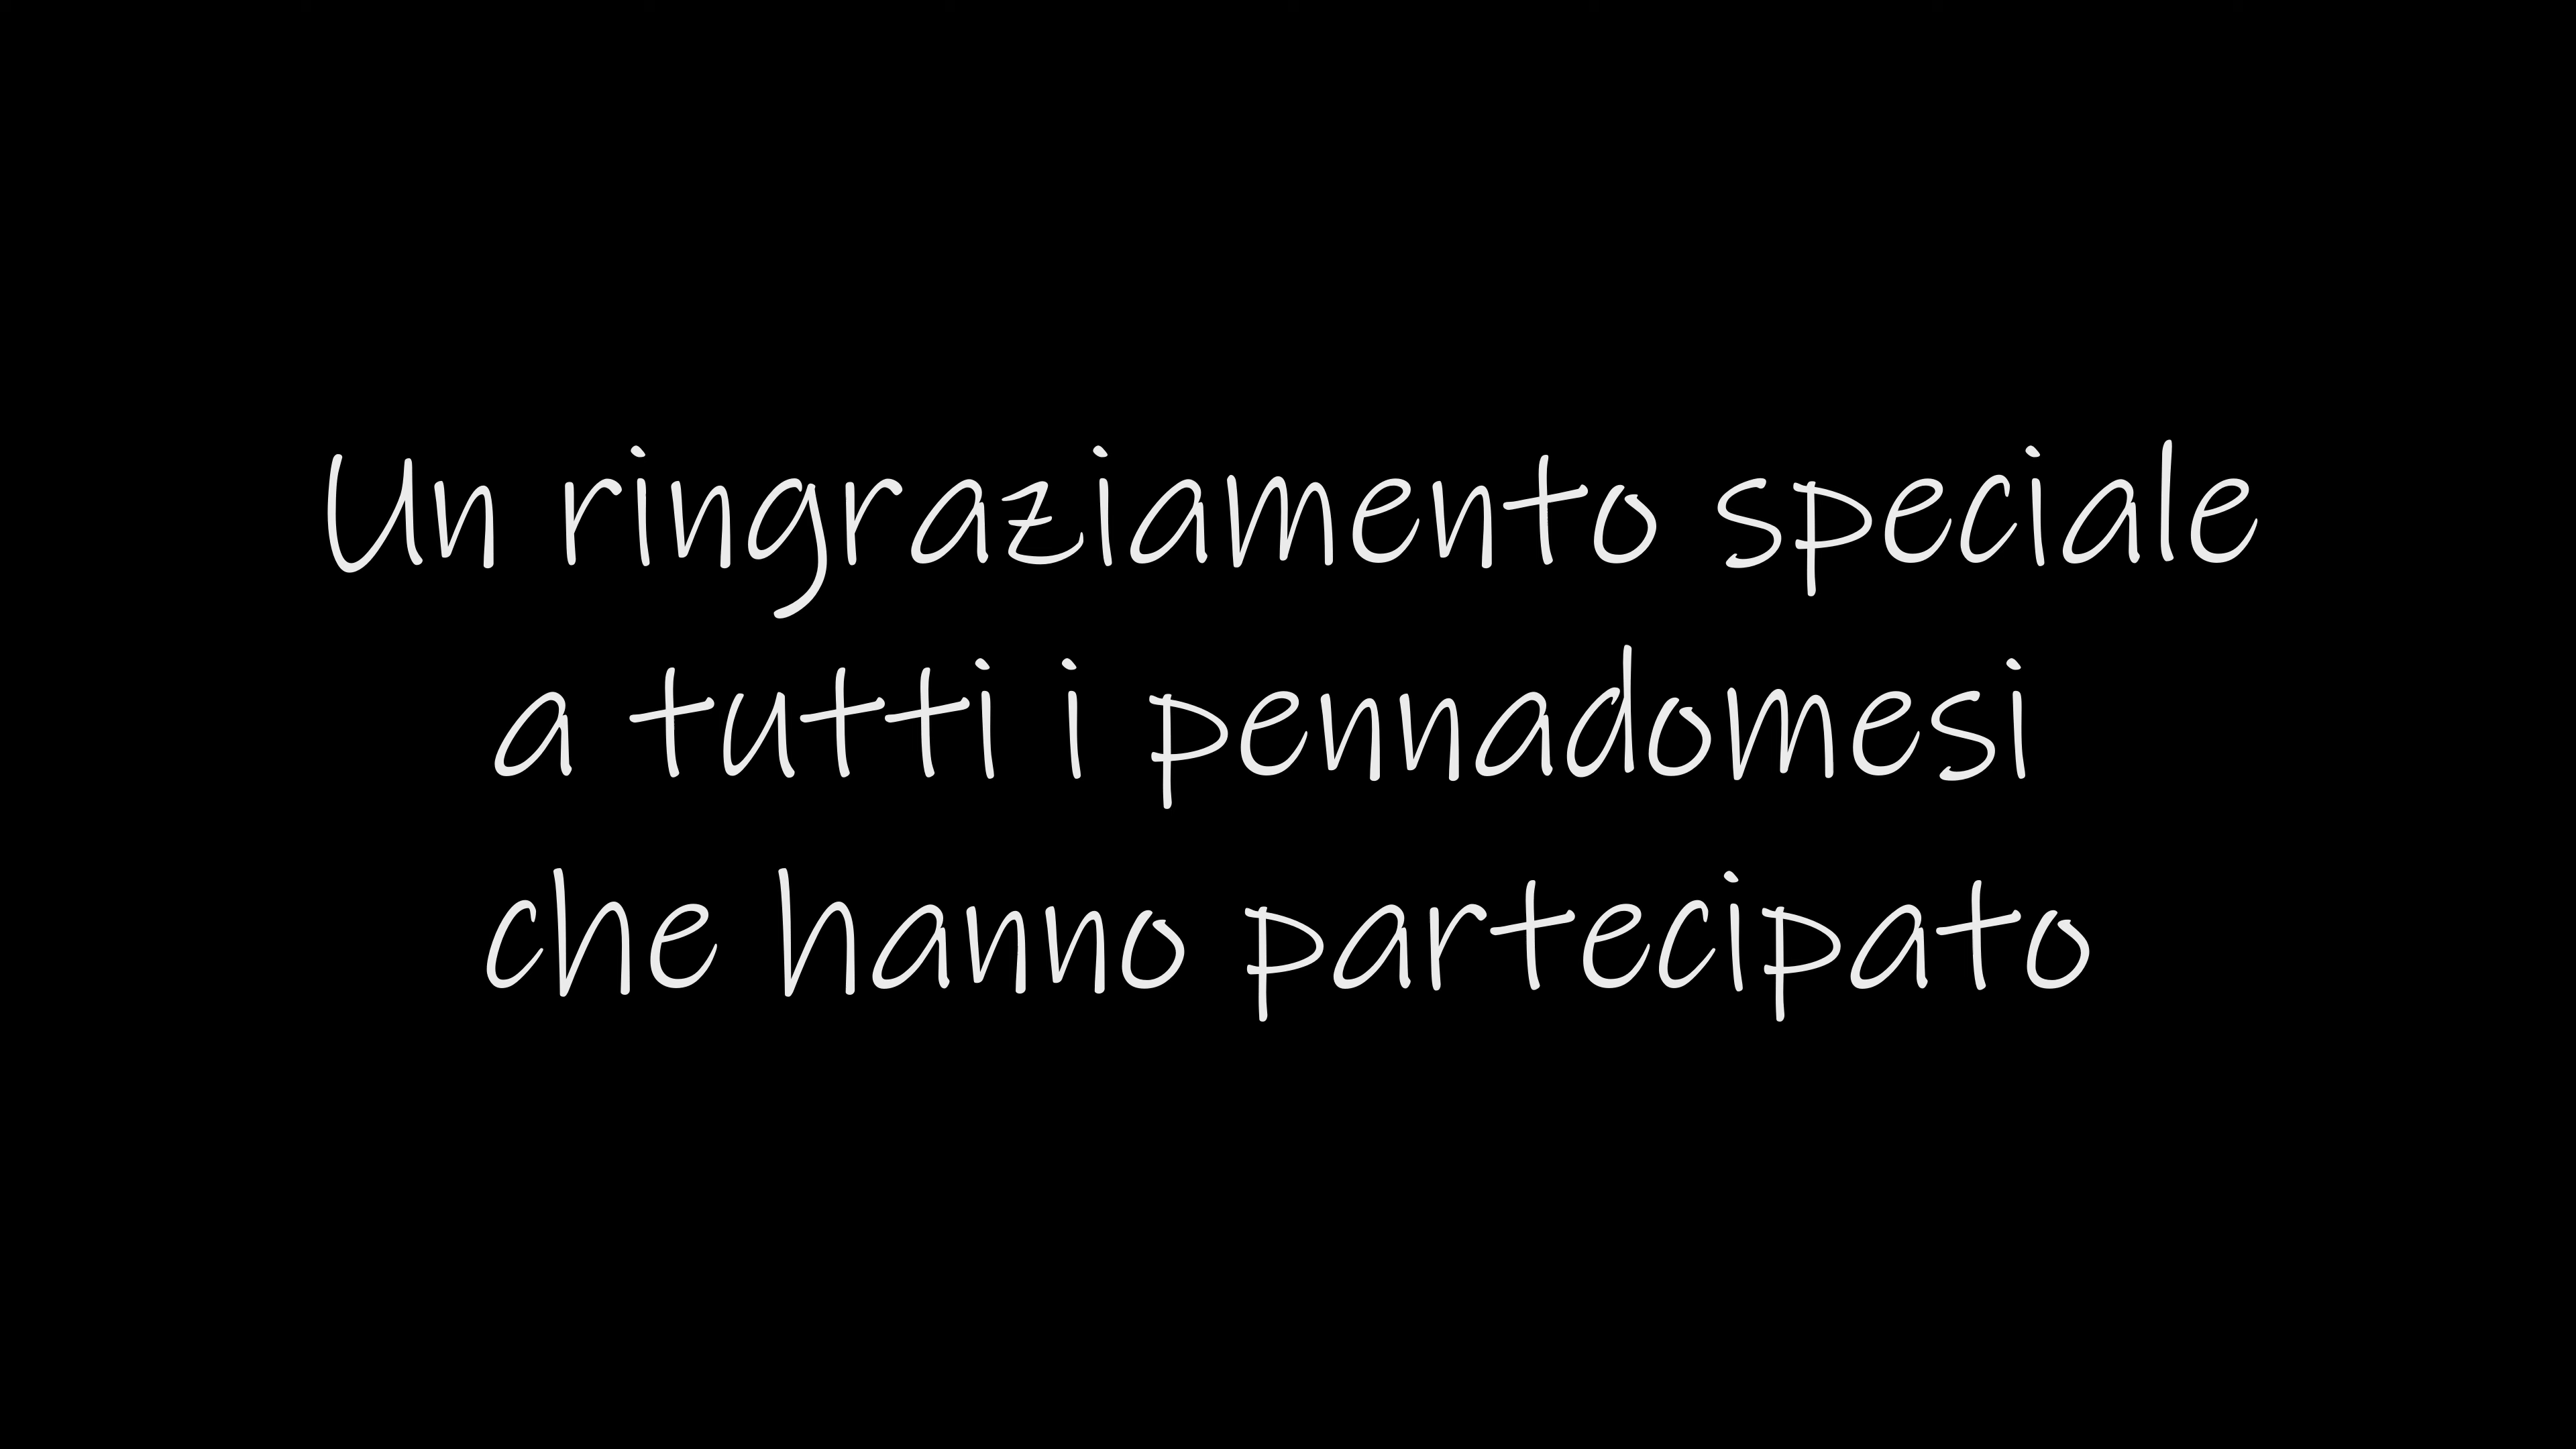 Un ringraziamento speciale
a tutti i pennadomesi
che hanno partecipato